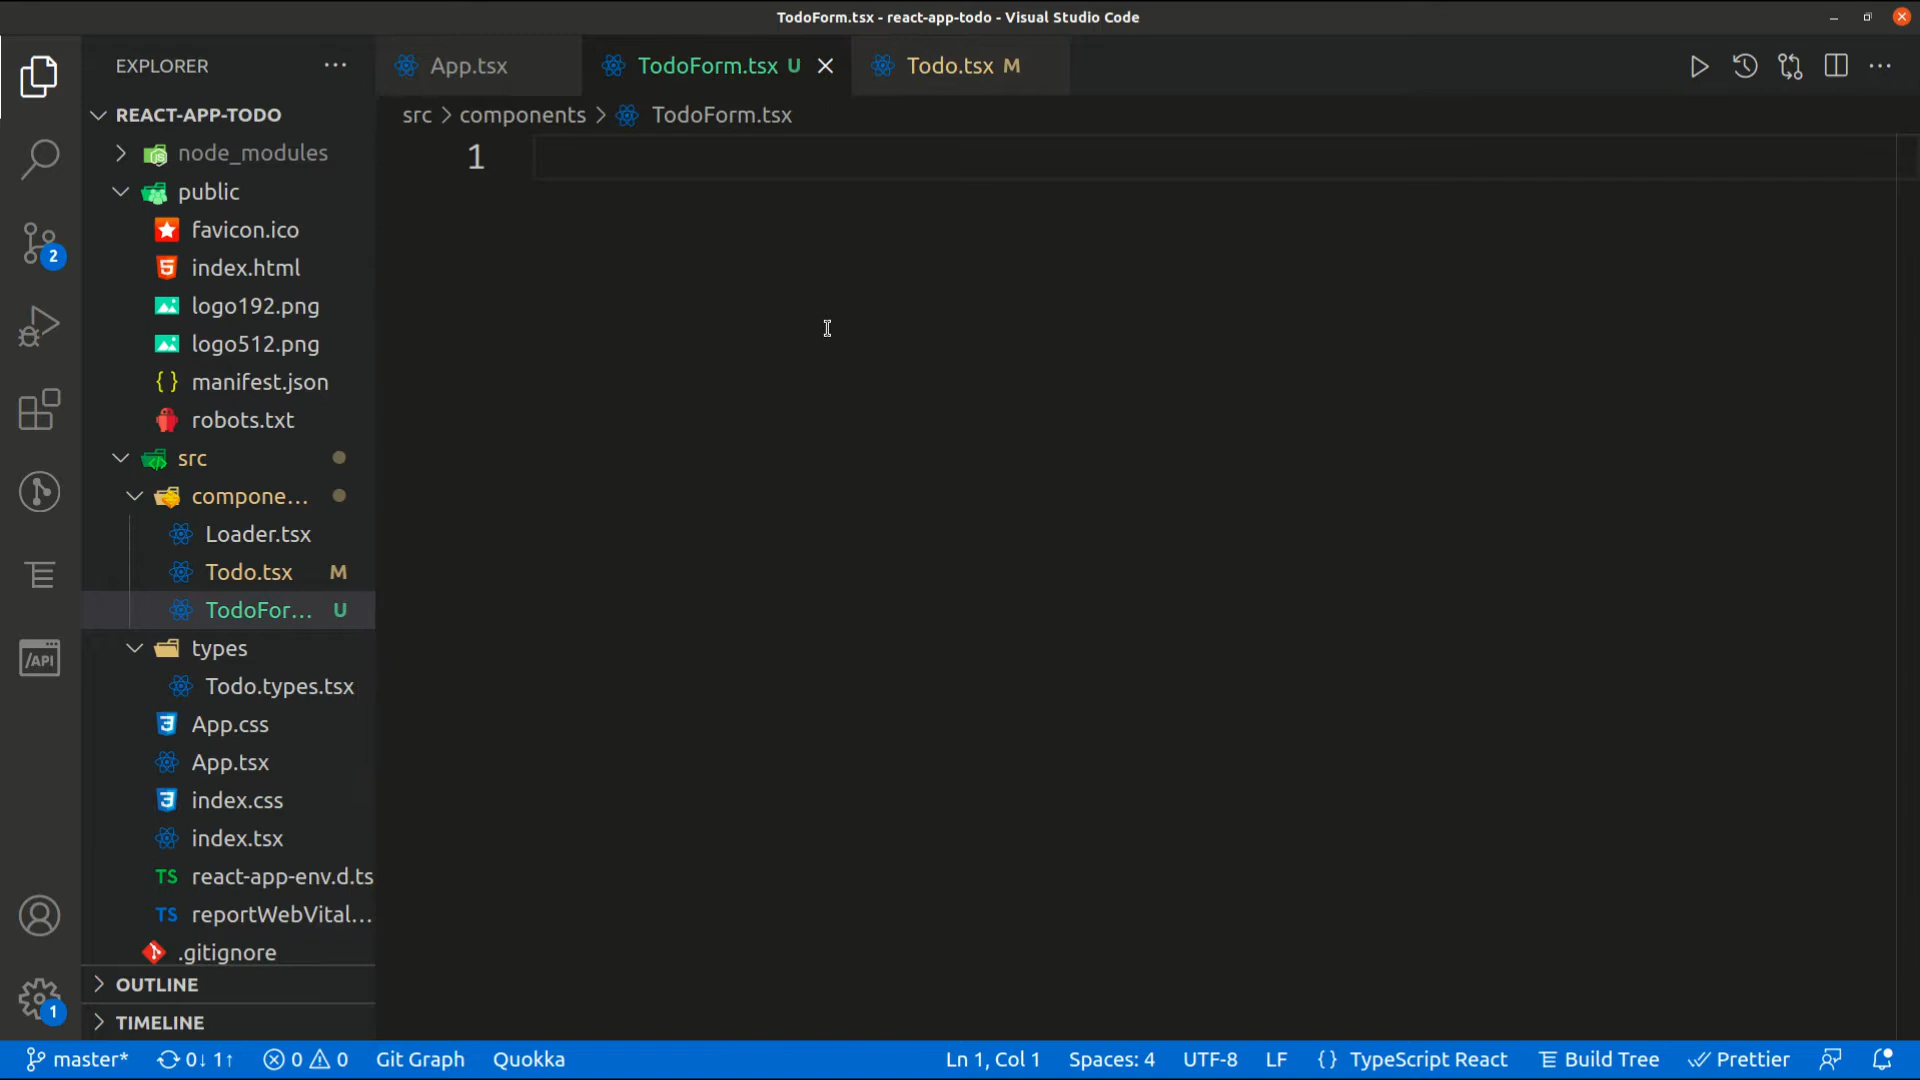 TodoForm.tsx - react-app-todo - Visual Studio Code
EXPLORER
App.tsx
TodoForm.tsx U
Todo.tsx M
REACT-APP-TODO
src
components
TodoForm.tsx
node_modules
1
public
favicon.ico
index.html
2
logo192.png
logo512.png
manifest.json
robots.txt
src
compone...
Loader.tsx
Todo.tsx M
TodoFor... U
types
/API
Todo.types.tsx
App.css
App.tsx
index.css
index.tsx
TS react-app-env.d.ts
TS reportWebVital...
.gitignore
OUTLINE
1
TIMELINE
master* 0↓ 1↑ 0 0 Git Graph Quokka Ln 1, Col 1 Spaces: 4 UTF-8 LF {} TypeScript React Build Tree Prettier